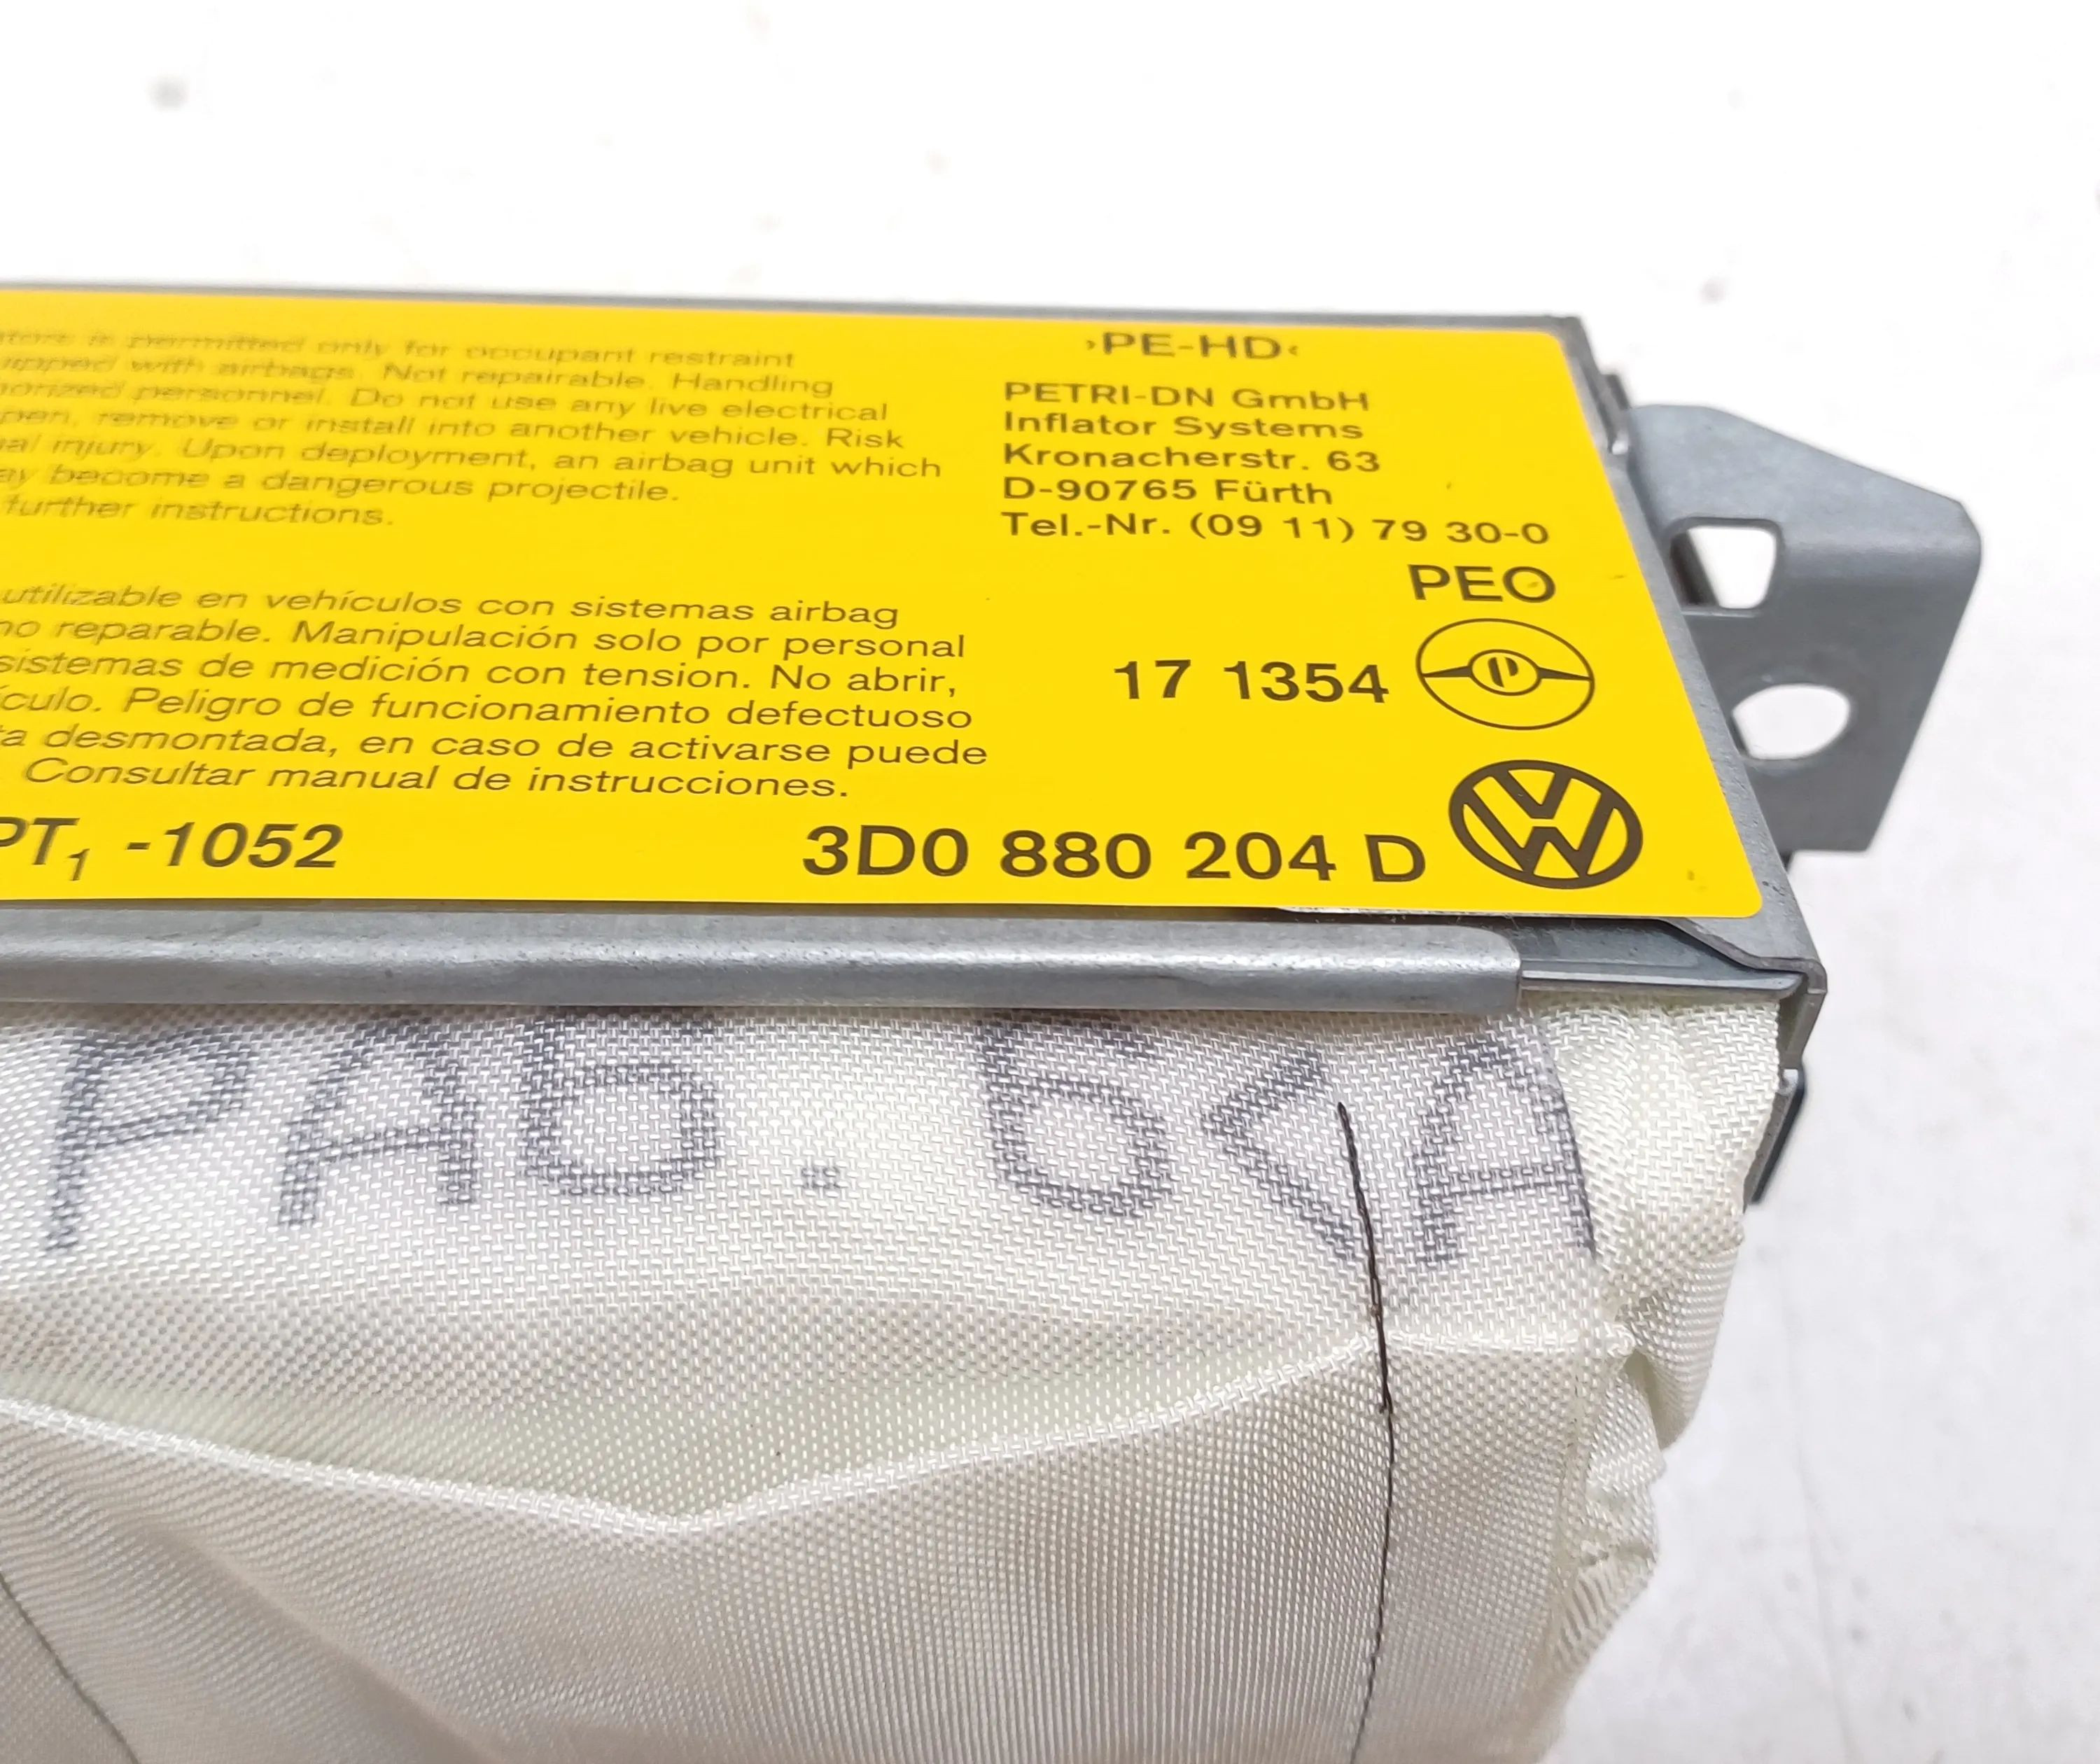 is permitted only for occupant restraint
with airbags. Not repairable. Handling
personnel. Do not use any live electrical
remove or install into another vehicle. Risk
injury. Upon deployment, an airbag unit which
become a dangerous projectile.
further instructions.
utilizable en vehículos con sistemas airbag
no reparable. Manipulación solo por personal
sistemas de medición con tension. No abrir,
Peligro de funcionamiento defectuoso
desmontada, en caso de activarse puede
Consultar manual de instrucciones.
-1052
›PE-HD‹
PETRI-DN GmbH
Inflator Systems
Kronacherstr. 63
D-90765 Fürth
Tel.-Nr. (09 11) 79 30-0
PEO
17 1354 P
3D0 880 204 D VW